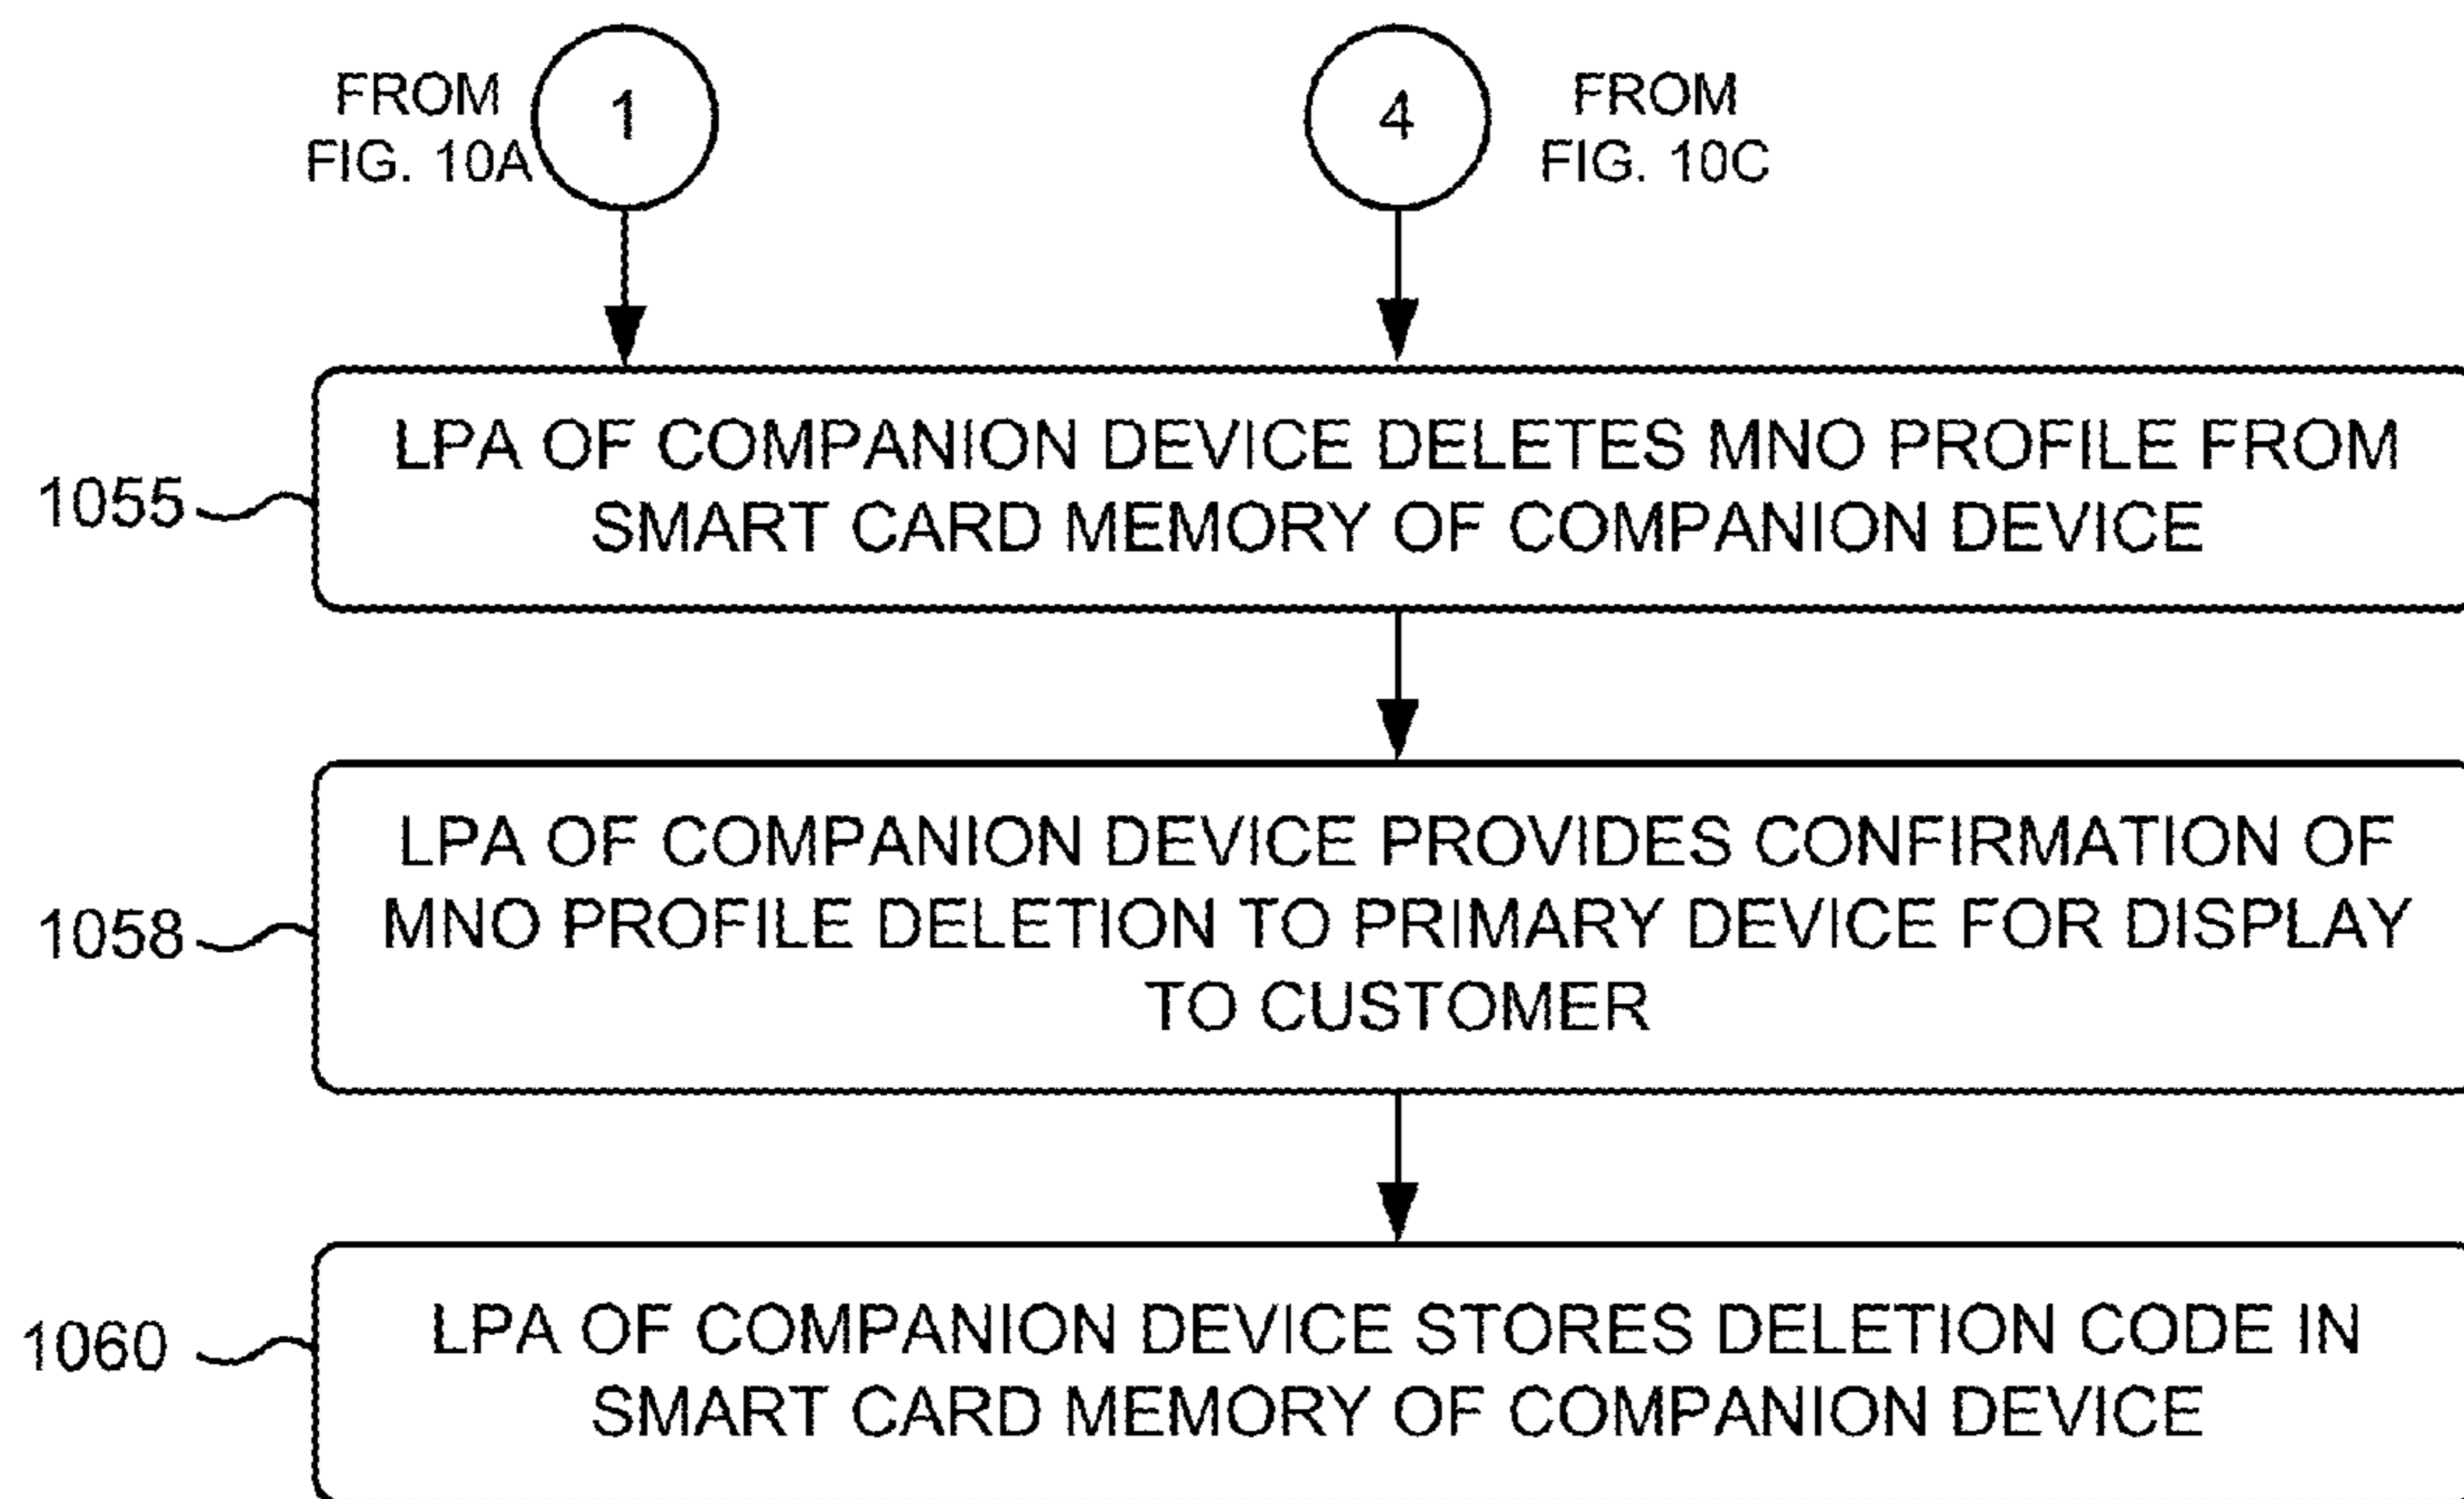 FROM
FIG. 10A
1
4
FROM
FIG. 10C
1055
LPA OF COMPANION DEVICE DELETES MNO PROFILE FROM
SMART CARD MEMORY OF COMPANION DEVICE
1058
LPA OF COMPANION DEVICE PROVIDES CONFIRMATION OF
MNO PROFILE DELETION TO PRIMARY DEVICE FOR DISPLAY
TO CUSTOMER
1060
LPA OF COMPANION DEVICE STORES DELETION CODE IN
SMART CARD MEMORY OF COMPANION DEVICE